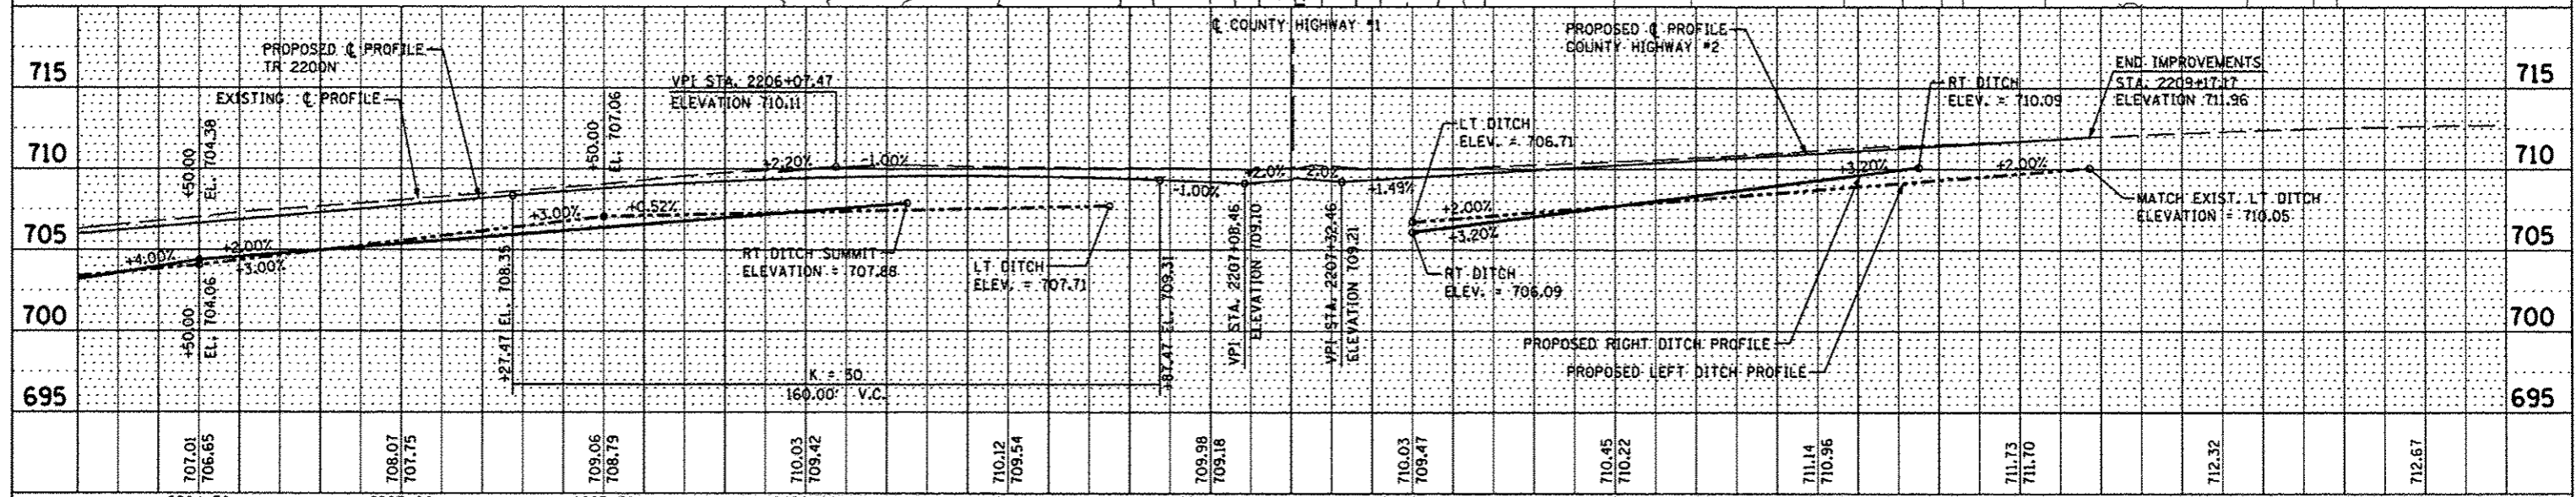 ℄ COUNTY HIGHWAY #1
PROPOSED ℄ PROFILE
TR 2200N
PROPOSED ℄ PROFILE
COUNTY HIGHWAY #2
EXISTING ℄ PROFILE
VPI STA. 2206+07.47
ELEVATION 710.11
END IMPROVEMENTS
STA. 2209+17.17
ELEVATION 711.96
RT DITCH
ELEV. = 710.09
LT DITCH
ELEV. = 706.71
715
715
710
710
705
705
700
700
695
695
+50.00
EL. 704.38
+50.00
EL. 707.06
+2.20%
-1.00%
-1.00%
+2.0%
-2.0%
+1.49%
+3.20%
+2.00%
+4.00%
+2.00%
+3.00%
+3.00%
+0.52%
+2.00%
+3.20%
MATCH EXIST. LT DITCH
ELEVATION = 710.05
RT DITCH SUMMIT
ELEVATION = 707.88
LT DITCH
ELEV. = 707.71
RT DITCH
ELEV. = 706.09
+50.00
EL. 704.06
+27.47 EL. 708.35
+87.47 EL. 709.31
VPI STA. 2207+08.46
ELEVATION 709.10
VPI STA. 2207+32.46
ELEVATION 709.21
PROPOSED RIGHT DITCH PROFILE
PROPOSED LEFT DITCH PROFILE
K = 50
160.00' V.C.
707.01
706.65
708.07
707.75
709.06
708.79
710.03
709.42
710.12
709.54
709.98
709.18
710.03
709.47
710.45
710.22
711.14
710.96
711.73
711.70
712.32
712.67